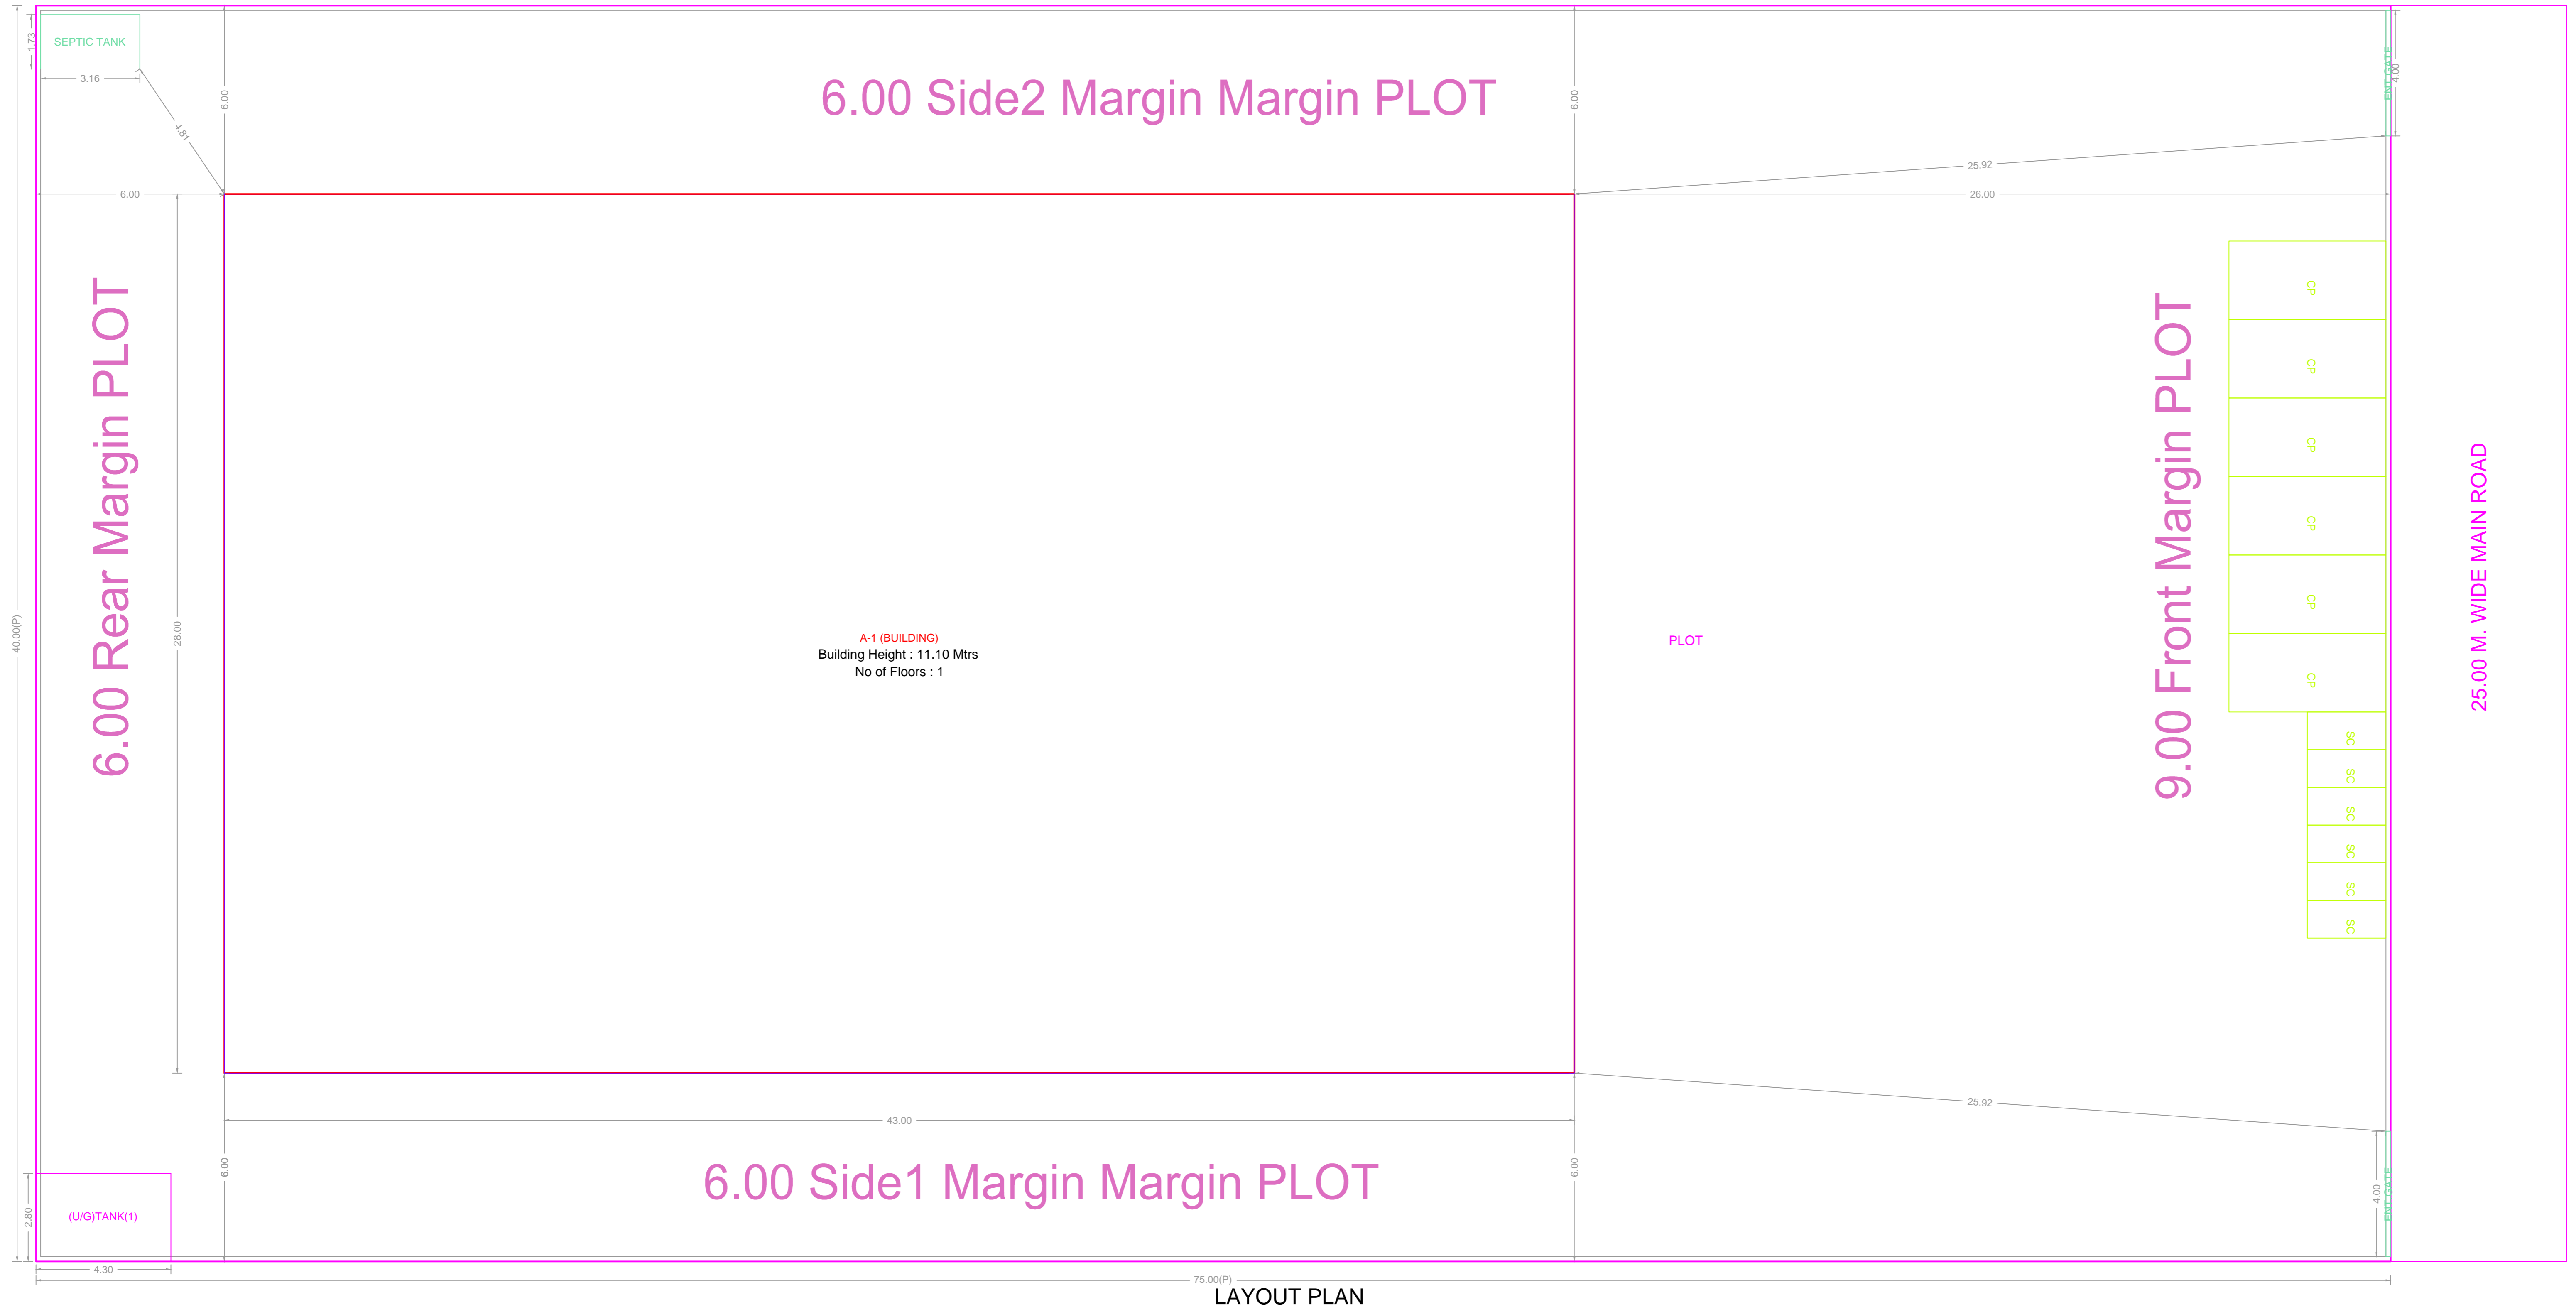 SEPTIC TANK
1.73
3.16
4.81
6.00
6.00 Side2 Margin Margin PLOT
6.00
ENT GATE
4.00
25.92
6.00
26.00
40.00(P)
6.00 Rear Margin PLOT
28.00
A-1 (BUILDING)
Building Height : 11.10 Mtrs
No of Floors : 1
PLOT
9.00 Front Margin PLOT
CP
CP
CP
CP
CP
CP
SC
SC
SC
SC
SC
SC
25.00 M. WIDE MAIN ROAD
43.00
25.92
6.00
6.00 Side1 Margin Margin PLOT
6.00
4.00
ENT GATE
2.80
(U/G)TANK(1)
4.30
75.00(P)
LAYOUT PLAN